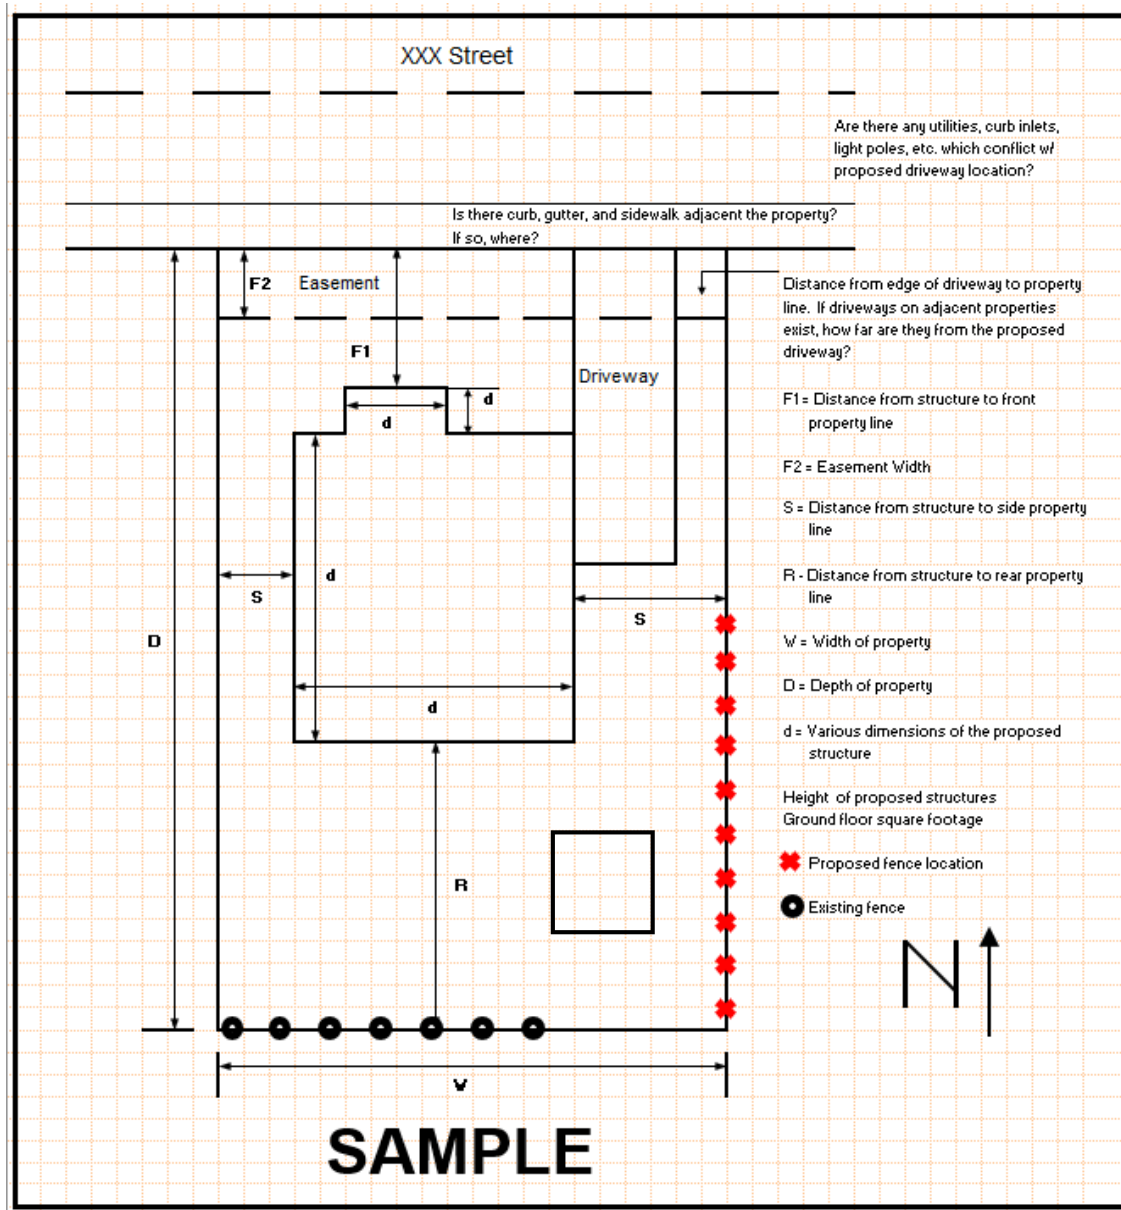 XXX Street
Are there any utilities, curb inlets,
light poles, etc. which conflict w/
proposed driveway location?
Is there curb, gutter, and sidewalk adjacent the property?
If so, where?
F2
Easement
Distance from edge of driveway to property
line. If driveways on adjacent properties
exist, how far are they from the proposed
driveway?
F1
Driveway
d
d
F1= Distance from structure to front
property line
F2 = Easement Width
S = Distance from structure to side property
line
d
S
R - Distance from structure to rear property
line
S
D
W = Width of property
D = Depth of property
d
d = Various dimensions of the proposed
structure
Height of proposed structures
Ground floor square footage
R
Proposed fence location
Existing fence
N
W
SAMPLE